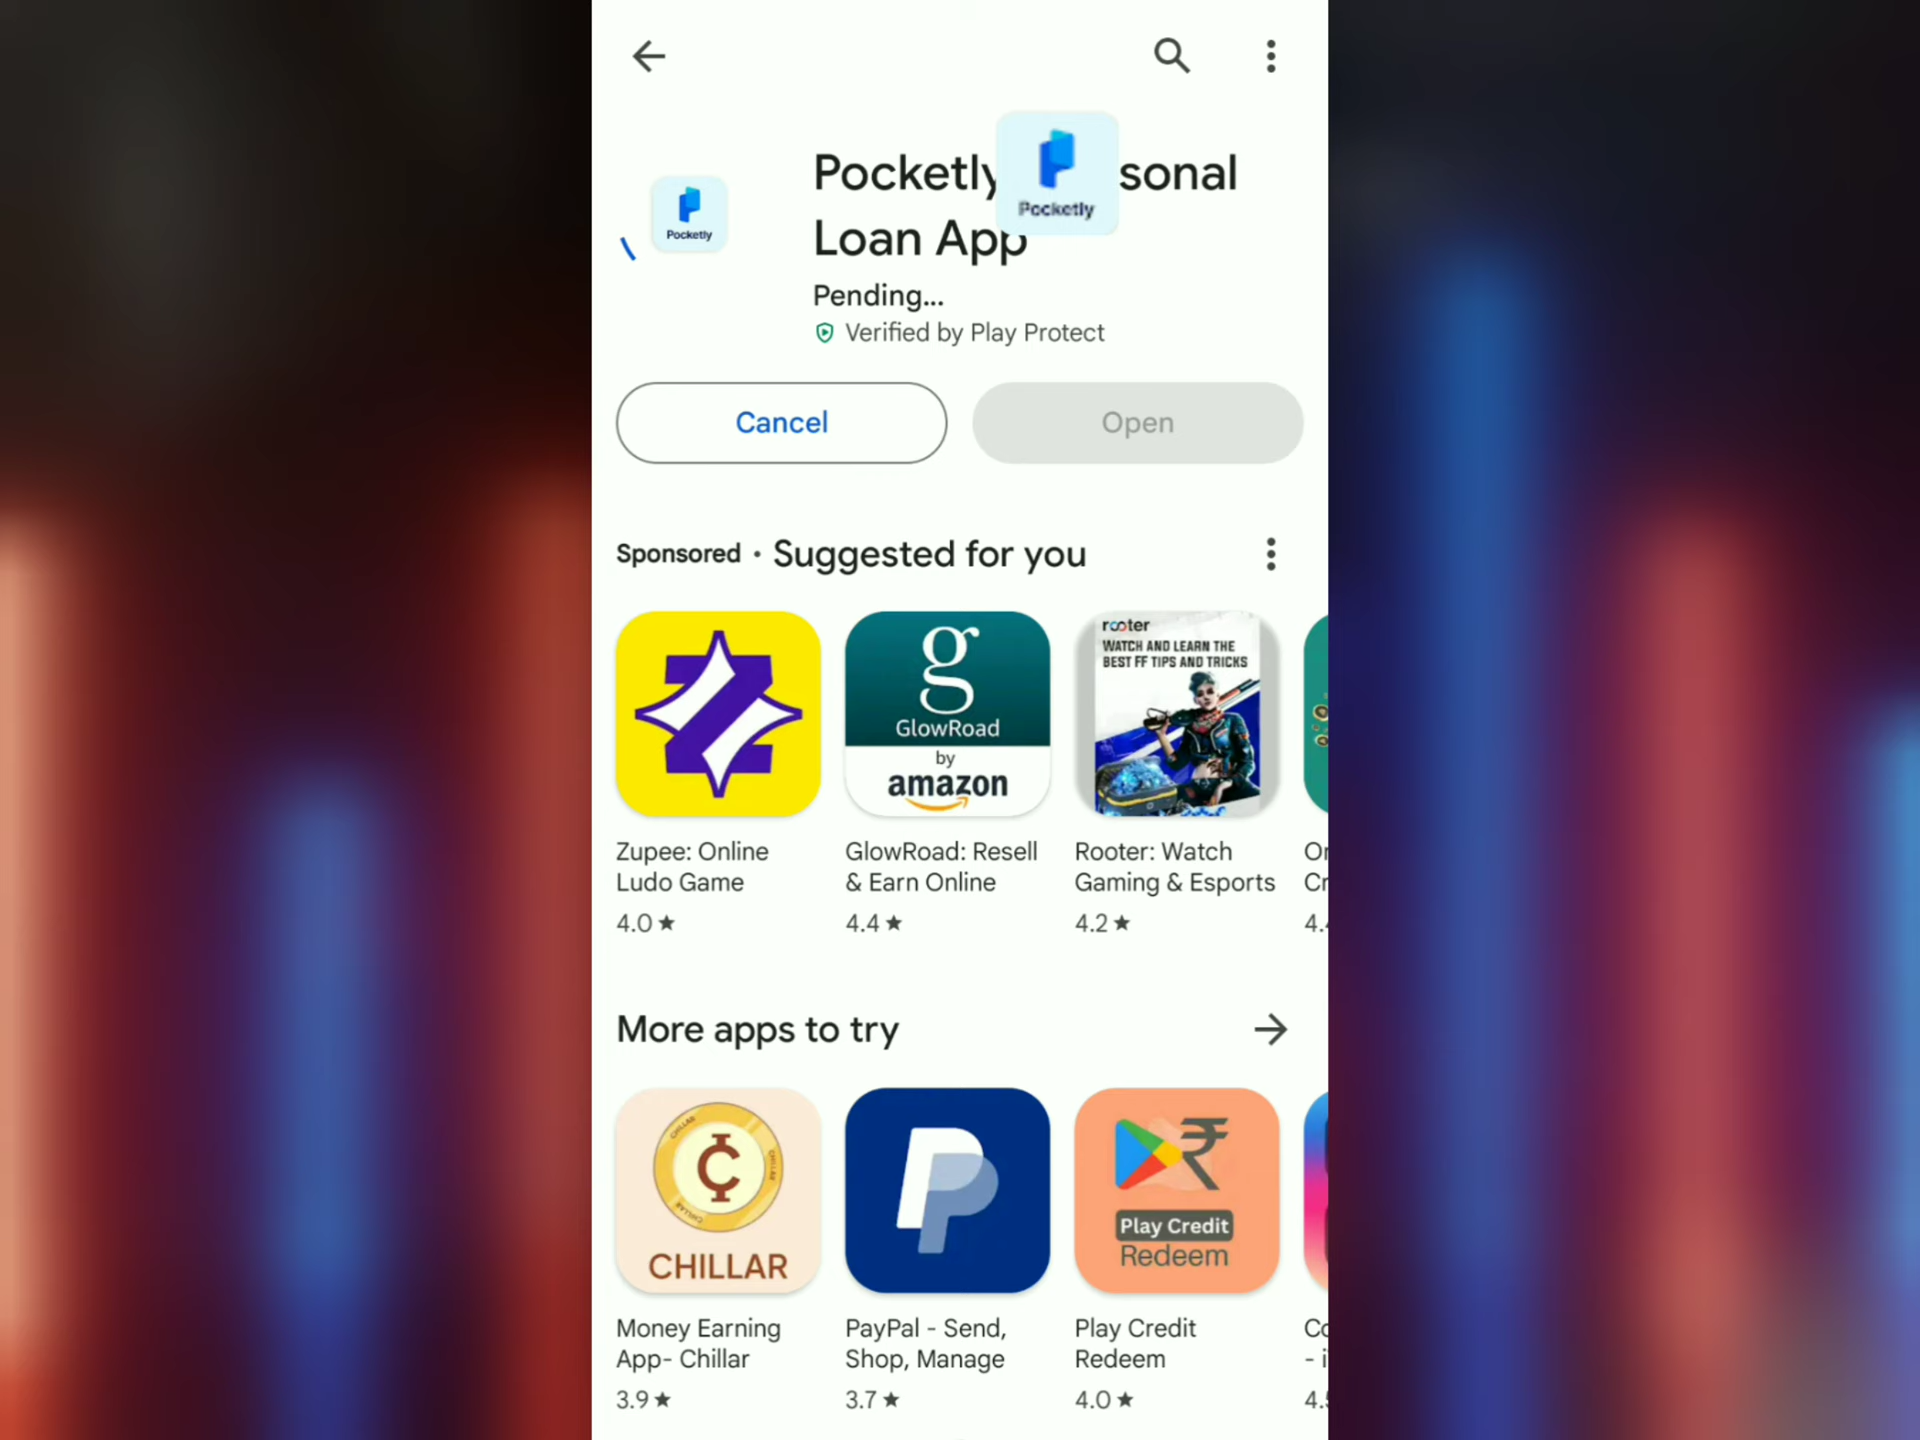 Pocketly
Pocketly sonal
Pocketly
Loan App
Pending...
Verified by Play Protect
Cancel
Open
Sponsored • Suggested for you
rooter
WATCH AND LEARN THE
BEST FF TIPS AND TRICKS
g
GlowRoad
by
amazon
Zupee: Online
Ludo Game
4.0 ★
GlowRoad: Resell
& Earn Online
4.4 ★
Rooter: Watch
Gaming & Esports
4.2 ★
More apps to try
CHILLAR
CHILLAR
CHILLAR
CHILLAR
Play Credit
Redeem
Money Earning
App- Chillar
3.9 ★
PayPal - Send,
Shop, Manage
3.7 ★
Play Credit
Redeem
4.0 ★